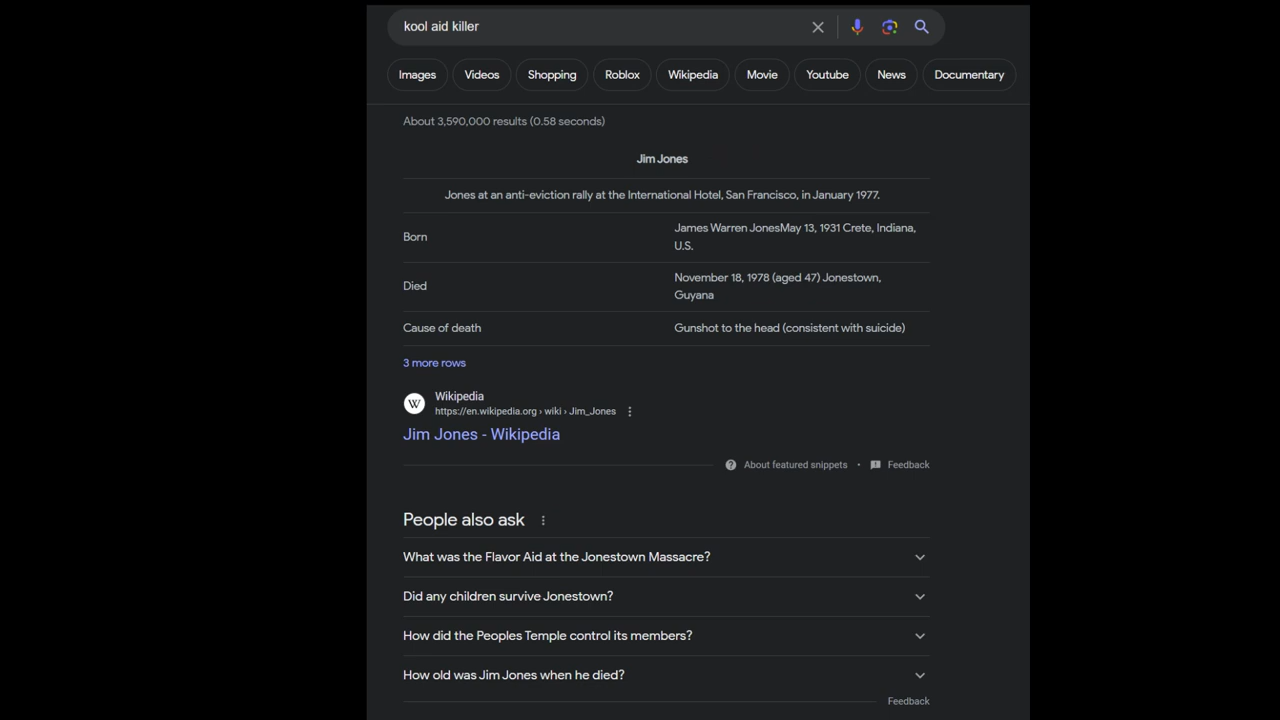 kool aid killer
Images Videos Shopping Roblox Wikipedia Movie Youtube News Documentary
About 3,590,000 results (0.58 seconds)
Jim Jones
Jones at an anti-eviction rally at the International Hotel, San Francisco, in January 1977.
Born
James Warren JonesMay 13, 1931 Crete, Indiana,
U.S.
Died
November 18, 1978 (aged 47) Jonestown,
Guyana
Cause of death
Gunshot to the head (consistent with suicide)
3 more rows
W
Wikipedia
https://en.wikipedia.org › wiki › Jim_Jones
Jim Jones - Wikipedia
About featured snippets • Feedback
People also ask
What was the Flavor Aid at the Jonestown Massacre?
Did any children survive Jonestown?
How did the Peoples Temple control its members?
How old was Jim Jones when he died?
Feedback